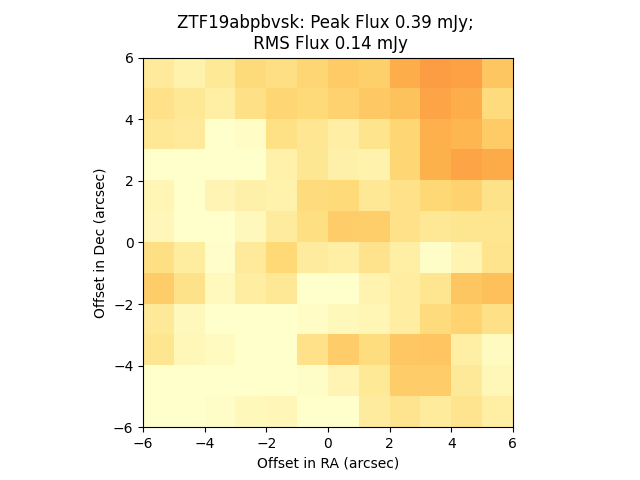 ZTF19abpbvsk: Peak Flux 0.39 mJy;
RMS Flux 0.14 mJy
6
4
2
0
−2
−4
−6
Offset in Dec (arcsec)
−6 −4 −2 0 2 4 6
Offset in RA (arcsec)